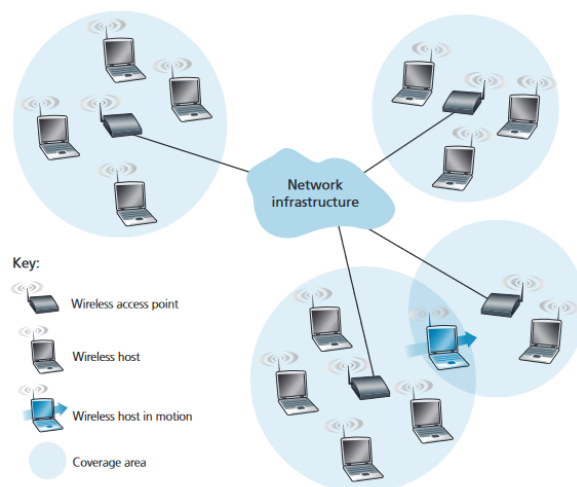 Network
infrastructure
Key:
Wireless access point
Wireless host
Wireless host in motion
Coverage area